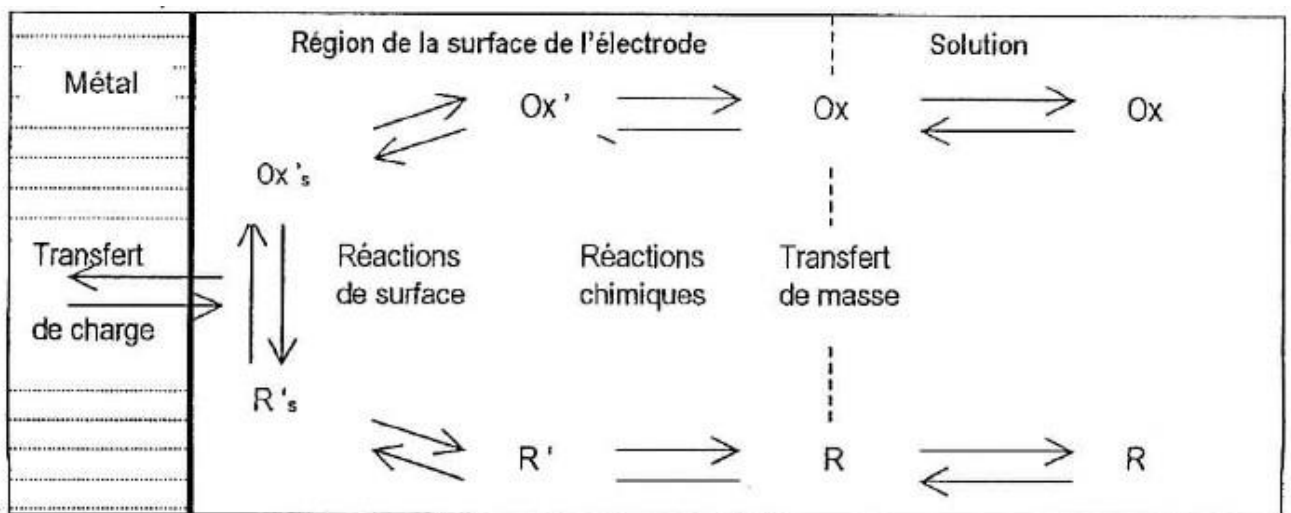 Région de la surface de l'électrode
Solution
Métal
Ox'
Ox
Ox
Ox's
Transfert
de charge
Réactions
de surface
Réactions
chimiques
Transfert
de masse
R's
R'
R
R